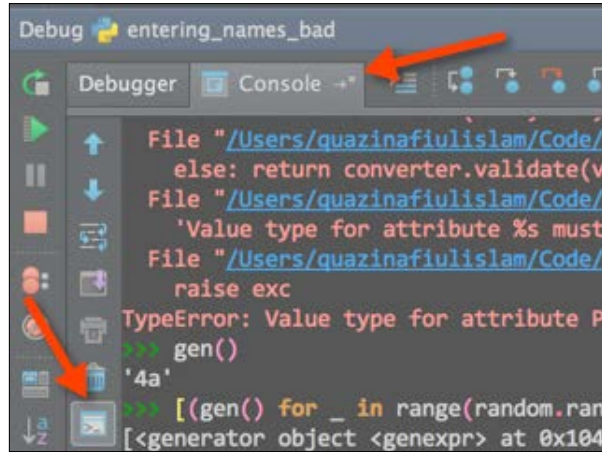 Debug entering_names_bad
Debugger Console
File "/Users/quazinafiulislam/Code/
else: return converter.validate(v
File "/Users/quazinafiulislam/Code/
'Value type for attribute %s must
File "/Users/quazinafiulislam/Code/
raise exc
TypeError: Value type for attribute P
>>> gen()
'4a'
>>> [(gen() for _ in range(random.ran
[<generator object <genexpr> at 0x104